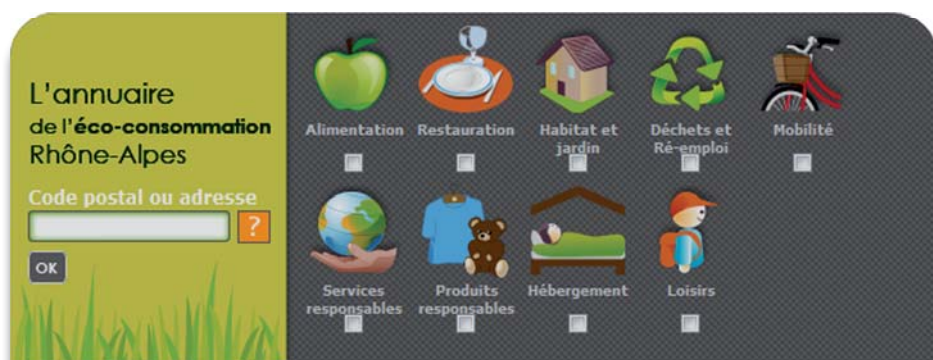 L'annuaire
de l'éco-consommation
Rhône-Alpes
Code postal ou adresse
?
OK
Alimentation
Restauration
Habitat et
jardin
Déchets et
Ré-emploi
Mobilité
Services
responsables
Produits
responsables
Hébergement
Loisirs